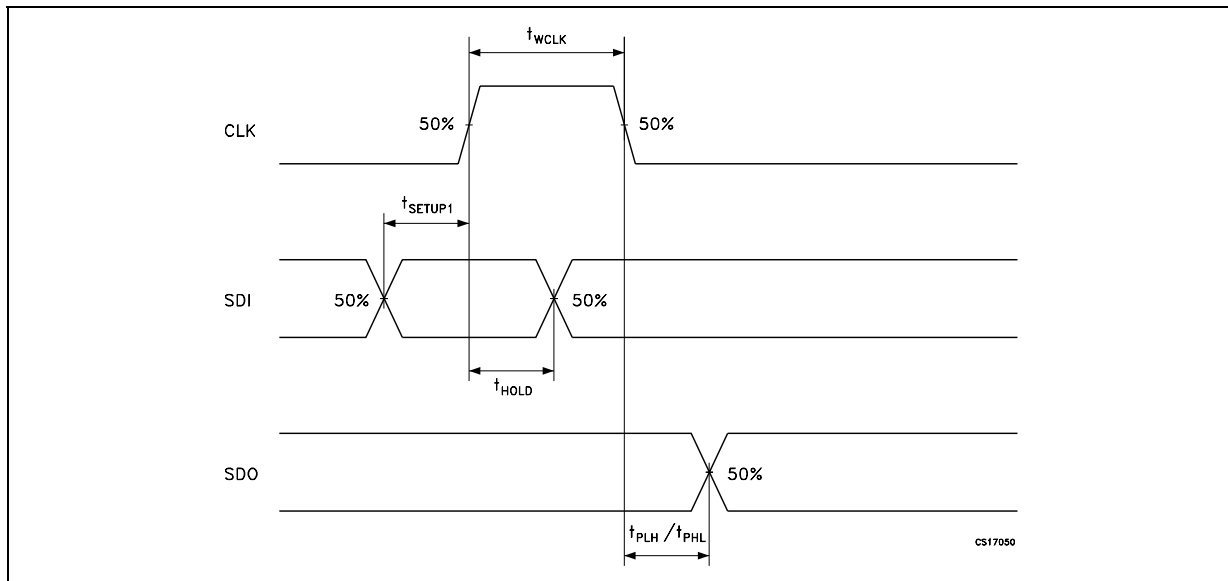 tWCLK
CLK 50% 50%
tSETUP1
SDI 50% 50%
tHOLD
SDO 50%
tPLH /tPHL
CS17050